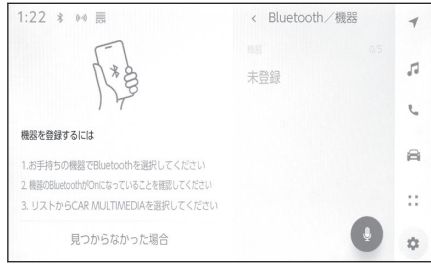 1:22
Bluetooth／機器
機器 0/5
未登録
機器を登録するには
1.お手持ちの機器でBluetoothを選択してください
2. 機器のBluetoothがOnになっていることを確認してください
3. リストからCAR MULTIMEDIAを選択してください
見つからなかった場合